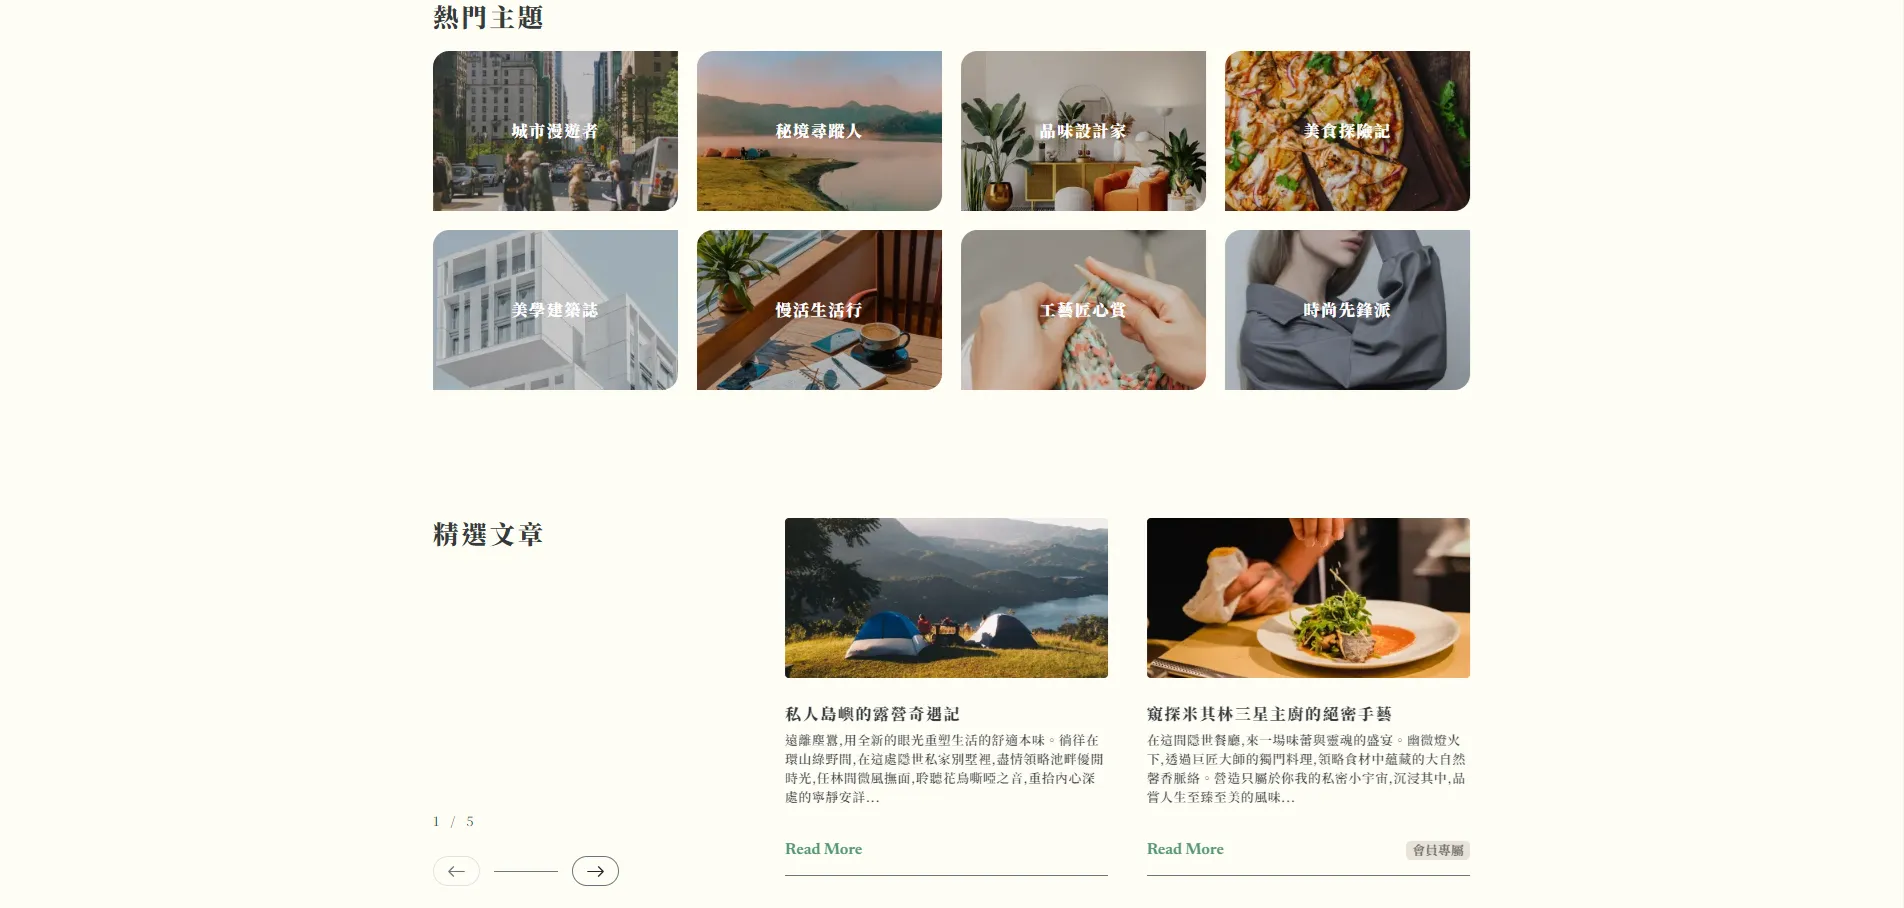 熱門主題
城市漫遊者
秘境尋蹤人
品味設計家
美食探險記
美學建築誌
慢活生活行
工藝匠心賞
時尚先鋒派
精選文章
1 / 5
私人島嶼的露營奇遇記
遠離塵囂,用全新的眼光重塑生活的舒適本味。徜徉在
環山綠野間,在這處隱世私家別墅裡,盡情領略池畔優閒
時光,任林間微風撫面,聆聽花鳥嘶啞之音,重拾內心深
處的寧靜安詳...
Read More
窺探米其林三星主廚的絕密手藝
在這間隱世餐廳,來一場味蕾與靈魂的盛宴。幽微燈火
下,透過巨匠大師的獨門料理,領略食材中蘊藏的大自然
馨香脈絡。營造只屬於你我的私密小宇宙,沉浸其中,品
嘗人生至臻至美的風味...
Read More
會員專屬